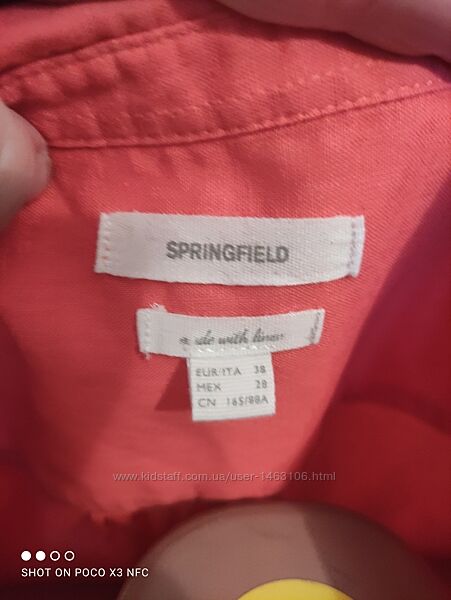 SPRINGFIELD
made with linen
EUR/ITA 38
MEX 28
CN 165/88A
www.kidstaff.com.ua/user-1463106.html
SHOT ON POCO X3 NFC